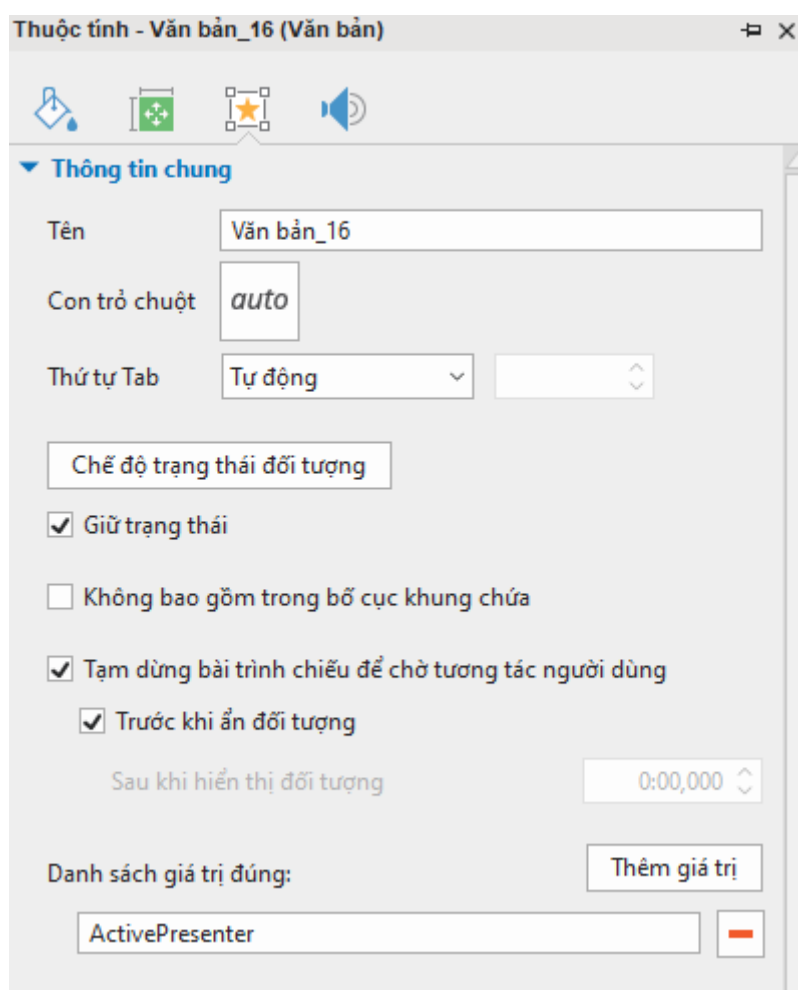 Thuộc tính - Văn bản_16 (Văn bản)
Thông tin chung
Tên Văn bản_16
Con trỏ chuột auto
Thứ tự Tab Tự động
Chế độ trạng thái đối tượng
Giữ trạng thái
Không bao gồm trong bố cục khung chứa
Tạm dừng bài trình chiếu để chờ tương tác người dùng
Trước khi ẩn đối tượng
Sau khi hiển thị đối tượng 0:00,000
Danh sách giá trị đúng: Thêm giá trị
ActivePresenter